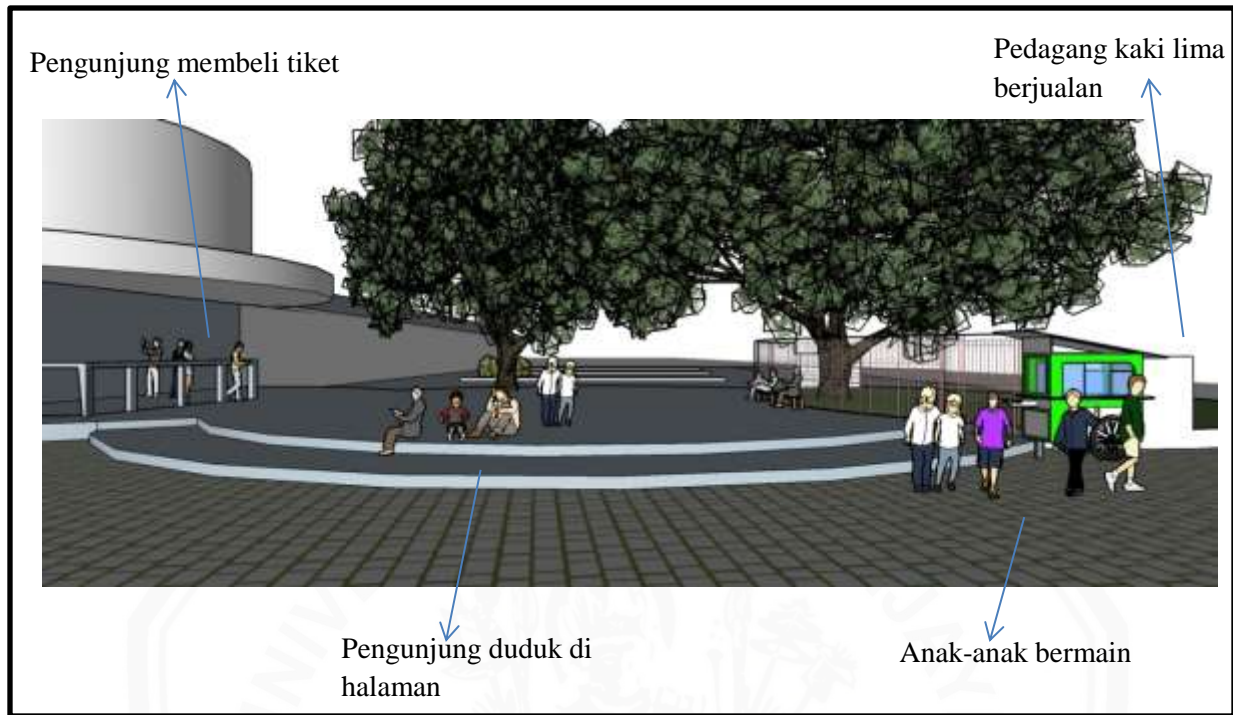 Pengunjung membeli tiket
Pedagang kaki lima
berjualan
Pengunjung duduk di
halaman
Anak-anak bermain